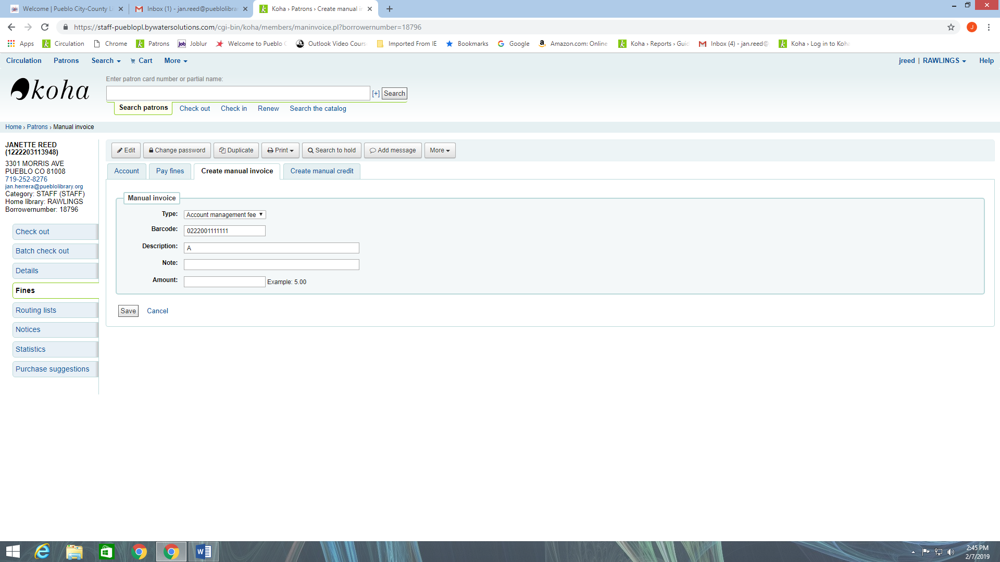 Welcome | Pueblo City-County Li
Inbox (1) - jan.reed@pueblolibra
Koha › Patrons › Create manual in
https://staff-pueblopl.bywatersolutions.com/cgi-bin/koha/members/maninvoice.pl?borrowernumber=18796
J
Apps Circulation Chrome Patrons Joblur Welcome to Pueblo C Outlook Video Course Imported From IE Bookmarks Google Amazon.com: Online Koha › Reports › Guid Inbox (4) - jan.reed@ Koha › Log in to Koha
Circulation Patrons Search Cart More jreed | RAWLINGS Help
Enter patron card number or partial name:
koha
[+] Search
Search patrons Check out Check in Renew Search the catalog
Home › Patrons › Manual invoice
JANETTE REED
(1222203113948)
3301 MORRIS AVE
PUEBLO CO 81008
719-252-8276
jan.herrera@pueblolibrary.org
Category: STAFF (STAFF)
Home library: RAWLINGS
Borrowernumber: 18796
Check out
Batch check out
Details
Fines
Routing lists
Notices
Statistics
Purchase suggestions
Edit Change password Duplicate Print Search to hold Add message More
Account Pay fines Create manual invoice Create manual credit
Manual invoice
Type: Account management fee
Barcode: 0222001111111
Description: A
Note:
Amount: Example: 5.00
Save Cancel
2:45 PM
2/7/2019